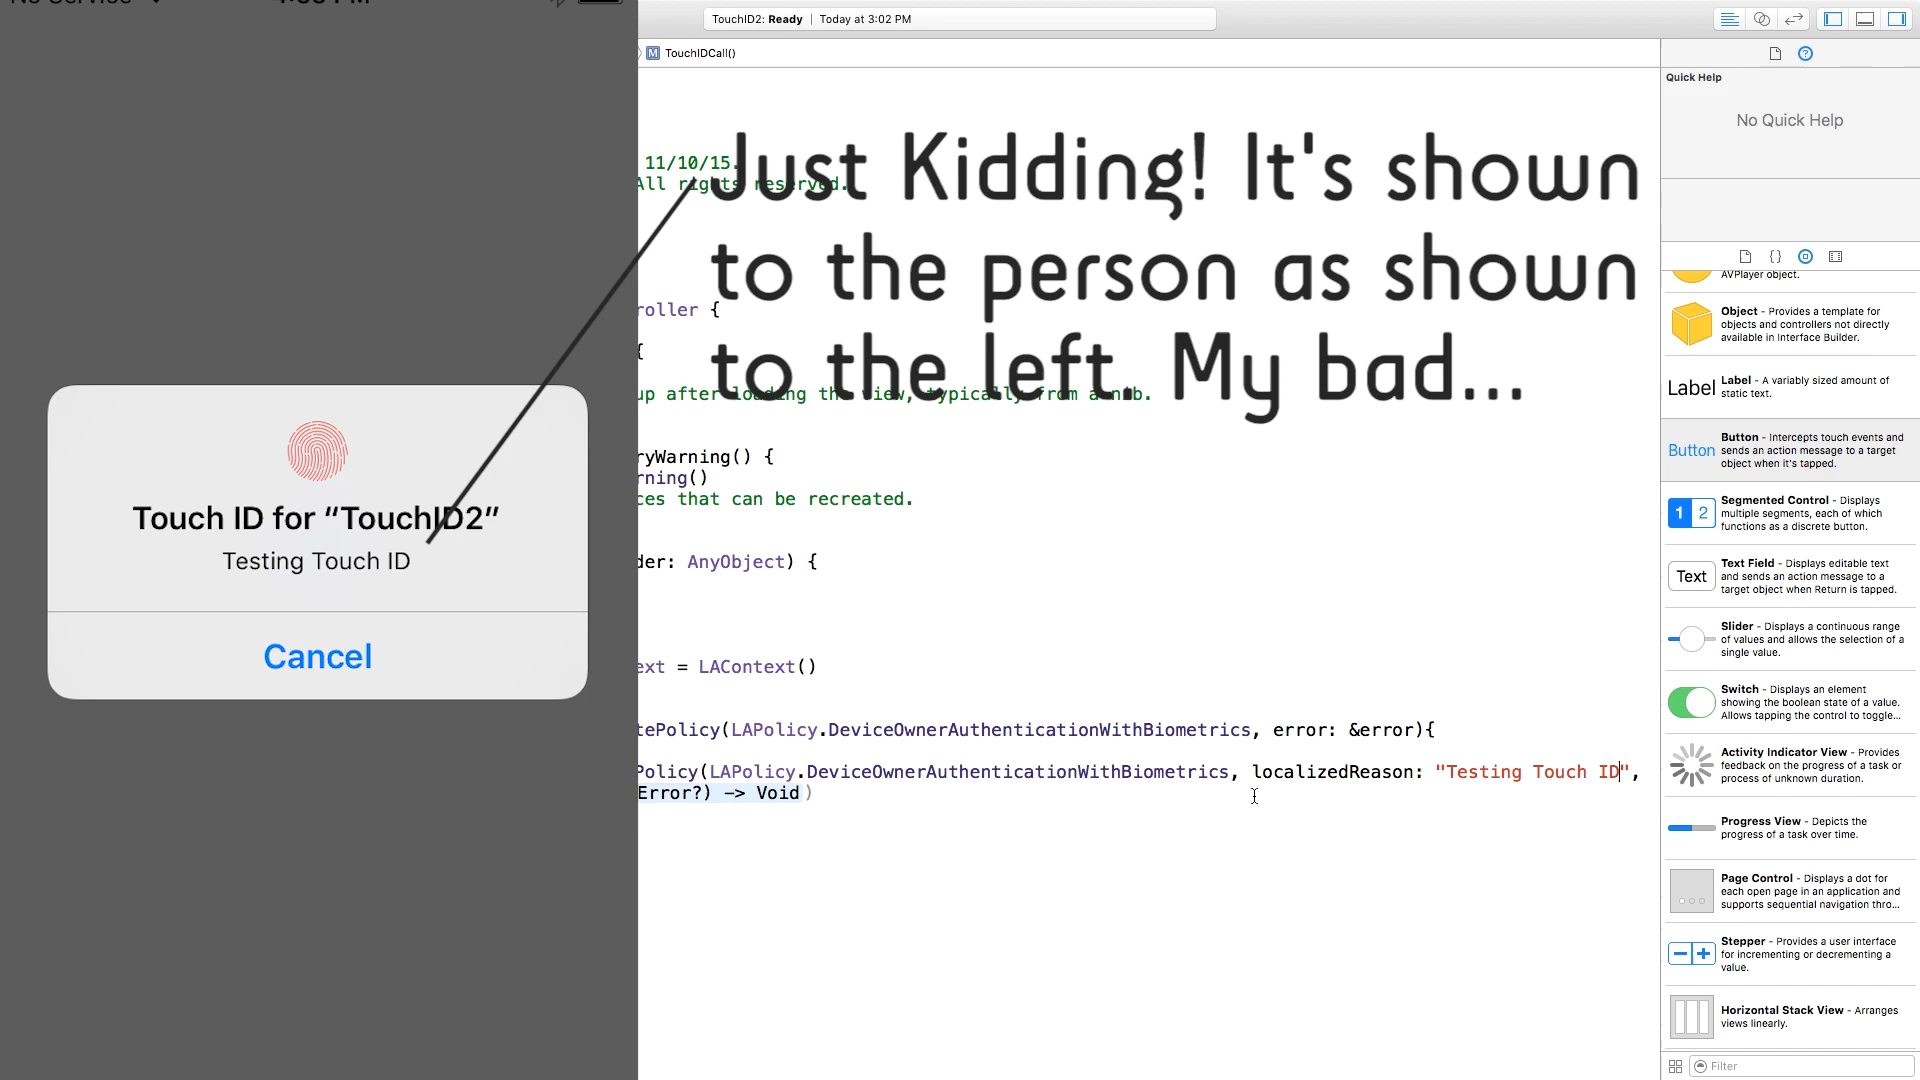 TouchID2: Ready | Today at 3:02 PM
TouchIDCall()
Quick Help
No Quick Help
11/10/15.
All rights reserved.
Just Kidding! It's shown
to the person as shown
to the left. My bad...
roller {
{
up after loading the view, typically from a nib.
ryWarning() {
rning()
ces that can be recreated.
der: AnyObject) {
ext = LAContext()
tePolicy(LAPolicy.DeviceOwnerAuthenticationWithBiometrics, error: &error){
Policy(LAPolicy.DeviceOwnerAuthenticationWithBiometrics, localizedReason: "Testing Touch ID",
Error?) -> Void)
Touch ID for “TouchID2”
Testing Touch ID
Cancel
AVPlayer object.
Object - Provides a template for
objects and controllers not directly
available in Interface Builder.
Label
Label - A variably sized amount of
static text.
Button
Button - Intercepts touch events and
sends an action message to a target
object when it's tapped.
1 2
Segmented Control - Displays
multiple segments, each of which
functions as a discrete button.
Text
Text Field - Displays editable text
and sends an action message to a
target object when Return is tapped.
Slider - Displays a continuous range
of values and allows the selection of a
single value.
Switch - Displays an element
showing the boolean state of a value.
Allows tapping the control to toggle...
Activity Indicator View - Provides
feedback on the progress of a task or
process of unknown duration.
Progress View - Depicts the
progress of a task over time.
Page Control - Displays a dot for
each open page in an application and
supports sequential navigation thro...
Stepper - Provides a user interface
for incrementing or decrementing a
value.
Horizontal Stack View - Arranges
views linearly.
Filter